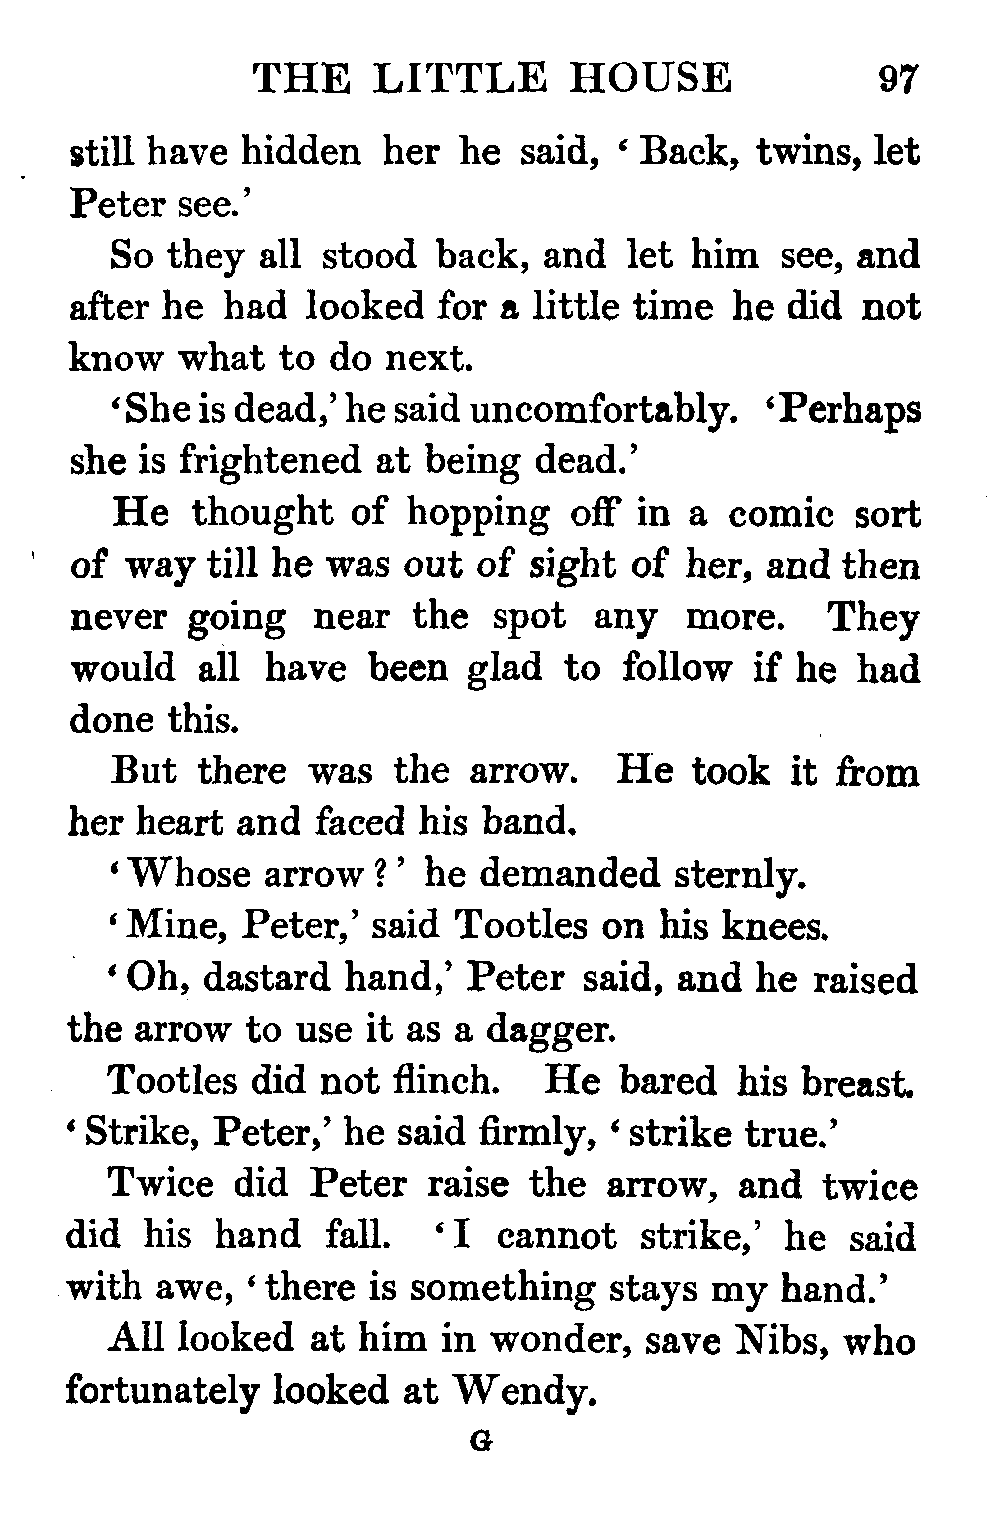 THE LITTLE HOUSE 97
still have hidden her he said, ‘ Back, twins, let
Peter see.’
So they all stood back, and let him see, and
after he had looked for a little time he did not
know what to do next.
‘She is dead,’ he said uncomfortably. ‘Perhaps
she is frightened at being dead.’
He thought of hopping off in a comic sort
of way till he was out of sight of her, and then
never going near the spot any more. They
would all have been glad to follow if he had
done this.
But there was the arrow. He took it from
her heart and faced his band.
‘ Whose arrow ? ’ he demanded sternly.
‘ Mine, Peter,’ said Tootles on his knees.
‘ Oh, dastard hand,’ Peter said, and he raised
the arrow to use it as a dagger.
Tootles did not flinch. He bared his breast.
‘ Strike, Peter,’ he said firmly, ‘ strike true.’
Twice did Peter raise the arrow, and twice
did his hand fall. ‘ I cannot strike,’ he said
with awe, ‘ there is something stays my hand.’
All looked at him in wonder, save Nibs, who
fortunately looked at Wendy.
G